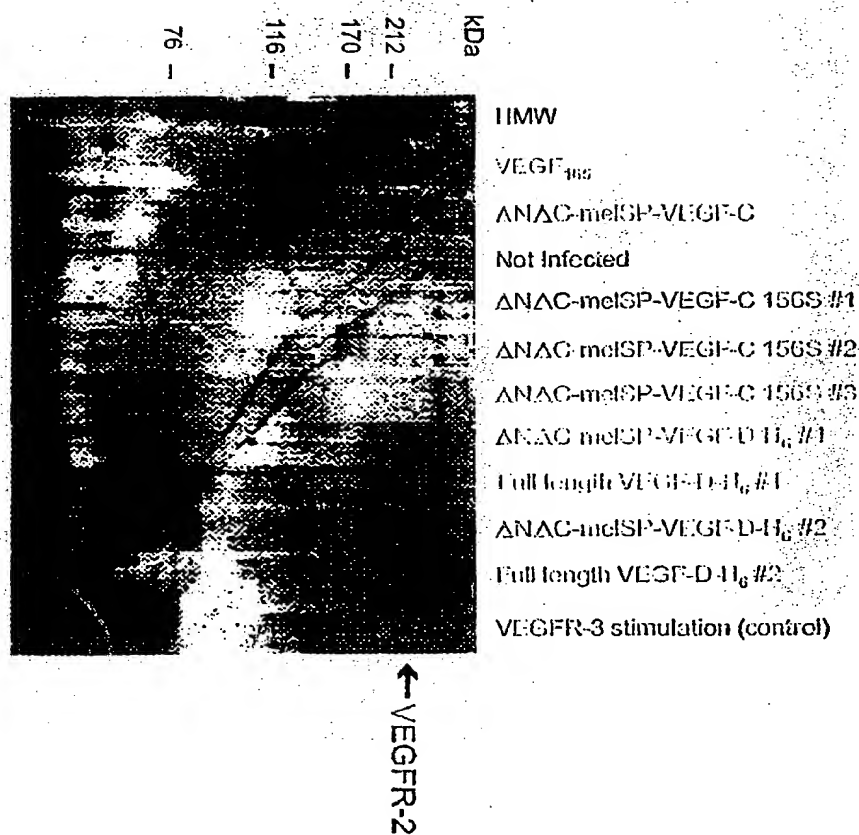 kDa
212 –
170 –
116 –
76 –
HMW
VEGF₁₆₅
ΔNΔC-melSP-VEGF-C
Not Infected
ΔNΔC-melSP-VEGF-C 156S #1
ΔNΔC-melSP-VEGF-C 156S #2
ΔNΔC-melSP-VEGF-C 156S #3
ΔNΔC-melSP-VEGF-D-H₆ #1
Full length VEGF-D-H₆ #1
ΔNΔC-melSP-VEGF-D-H₆ #2
Full length VEGF-D-H₆ #2
VEGFR-3 stimulation (control)
←VEGFR-2